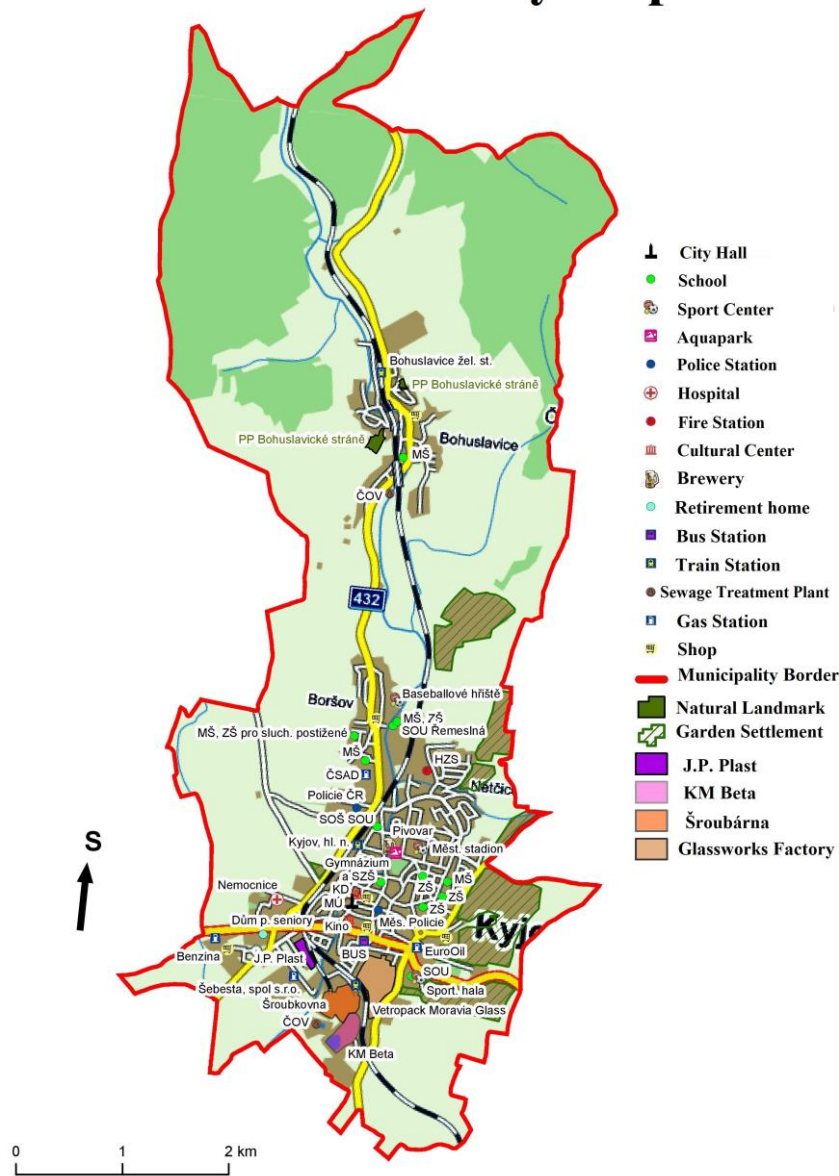 City Hall
School
Sport Center
Aquapark
Police Station
Hospital
Fire Station
Cultural Center
Brewery
Retirement home
Bus Station
Train Station
Sewage Treatment Plant
Gas Station
Shop
Municipality Border
Natural Landmark
Garden Settlement
J.P. Plast
KM Beta
Šroubárna
Glassworks Factory
Bohuslavice žel. st.
PP Bohuslavické stráně
PP Bohuslavické stráně
Bohuslavice
Č
MŠ
ČOV
432
Boršov
Baseballové hřiště
MŠ, ZŠ
SOU Řemeslná
MŠ, ZŠ pro sluch. postižené
MŠ
ČSAD
HZS
Policie ČR
SOŠ SOU
Pivovar
Kyjov, hl. n.
Měst. stadion
Gymnázium
a SZŠ
Nemocnice
KD
ZŠ
MŠ
MÚ
ZŠ
ZŠ
Dům p. seniory
Kino
Měs. Policie
Kyjo
Benzina
J.P. Plast
BUS
EuroOil
SOU
Šebesta, spol s.r.o.
Sport. hala
Šroubkovna
Vetropack Moravia Glass
ČOV
KM Beta
S
0 1 2 km